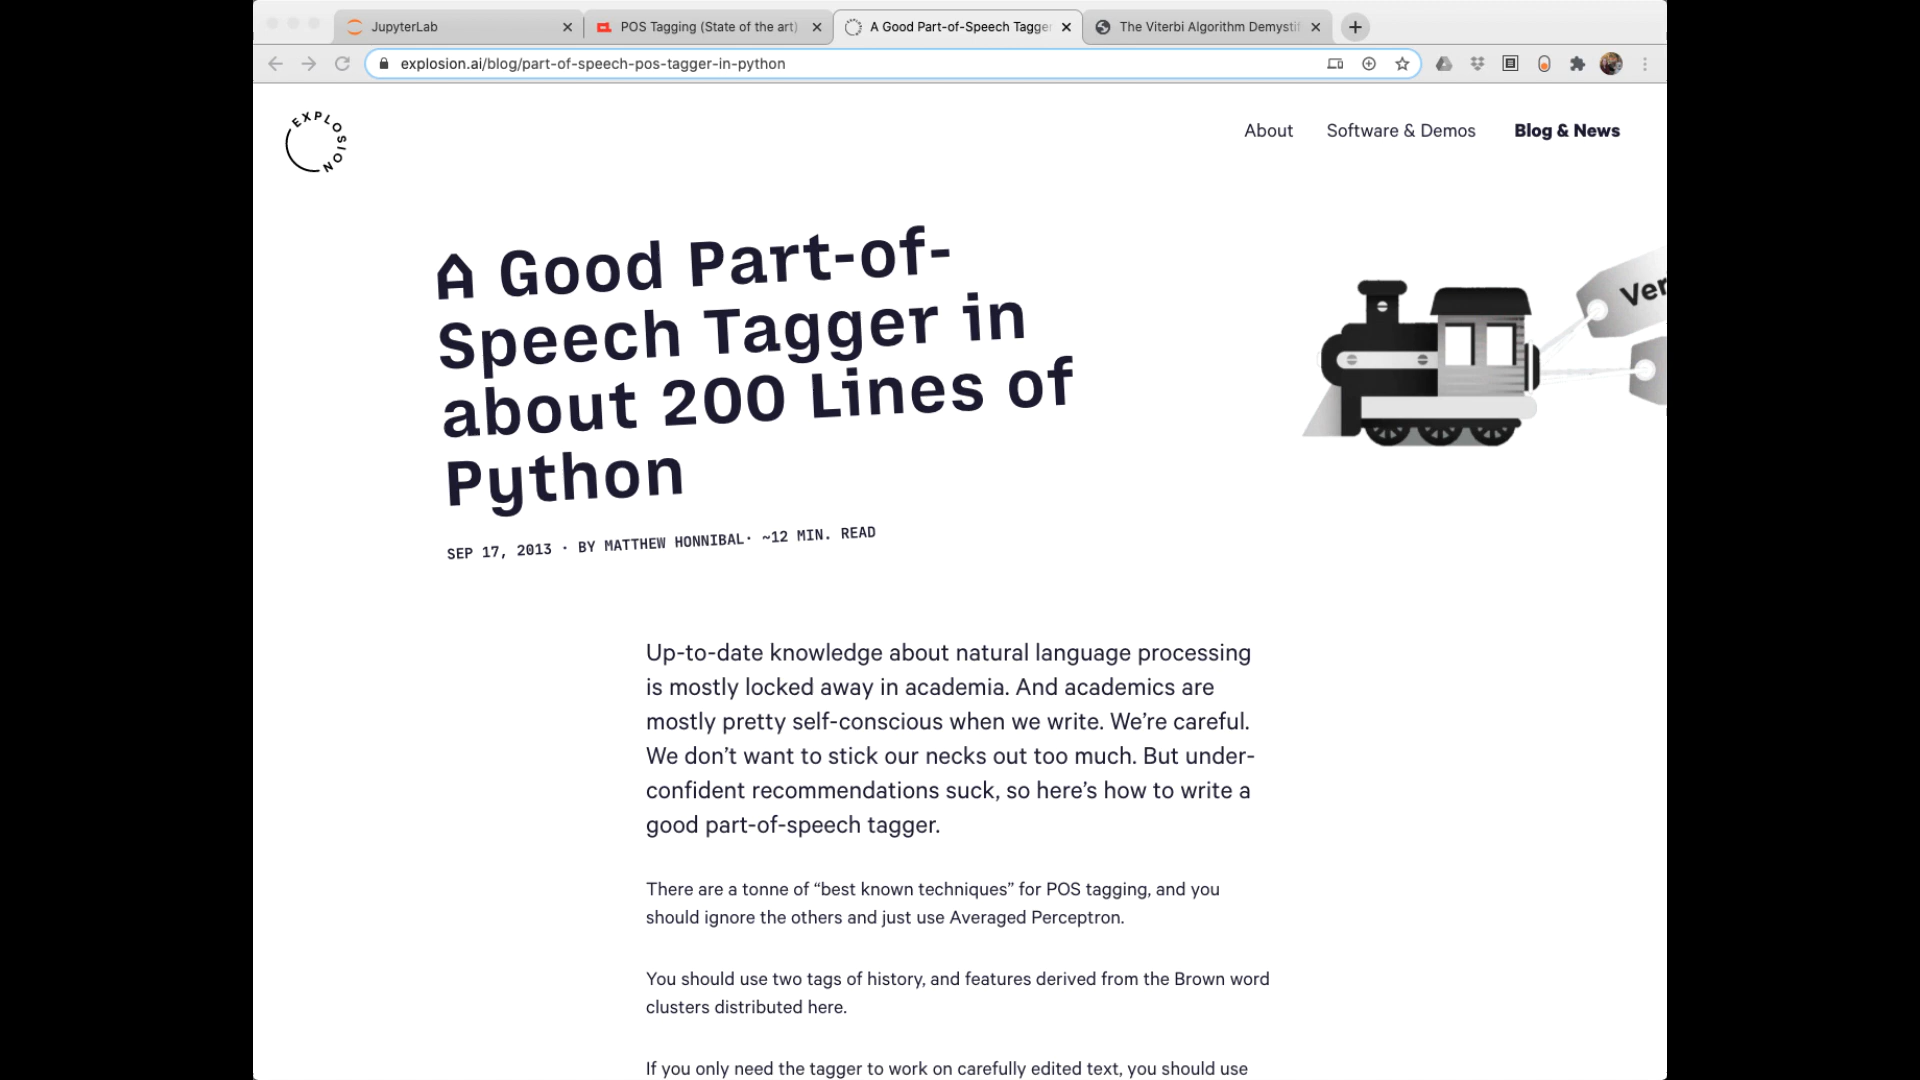 JupyterLab
POS Tagging (State of the art)
A Good Part-of-Speech Tagge
The Viterbi Algorithm Demysti
explosion.ai/blog/part-of-speech-pos-tagger-in-python
EXPLOSION
About
Software & Demos
Blog & News
A Good Part-of-
Speech Tagger in
about 200 Lines of
Python
Ver
SEP 17, 2013 · BY MATTHEW HONNIBAL· ~12 MIN. READ
Up-to-date knowledge about natural language processing
is mostly locked away in academia. And academics are
mostly pretty self-conscious when we write. We’re careful.
We don’t want to stick our necks out too much. But under-
confident recommendations suck, so here’s how to write a
good part-of-speech tagger.
There are a tonne of “best known techniques” for POS tagging, and you
should ignore the others and just use Averaged Perceptron.
You should use two tags of history, and features derived from the Brown word
clusters distributed here.
If you only need the tagger to work on carefully edited text, you should use